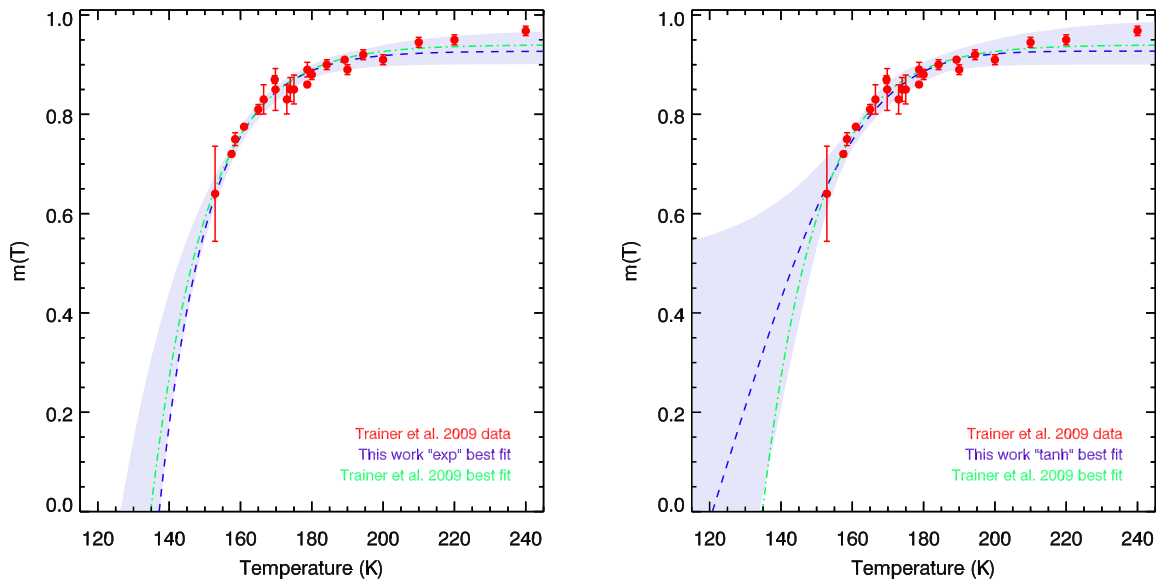 1.0
0.8
0.6
0.4
0.2
0.0
m(T)
120 140 160 180 200 220 240
Temperature (K)
Trainer et al. 2009 data
This work "exp" best fit
Trainer et al. 2009 best fit
1.0
0.8
0.6
0.4
0.2
0.0
m(T)
120 140 160 180 200 220 240
Temperature (K)
Trainer et al. 2009 data
This work "tanh" best fit
Trainer et al. 2009 best fit